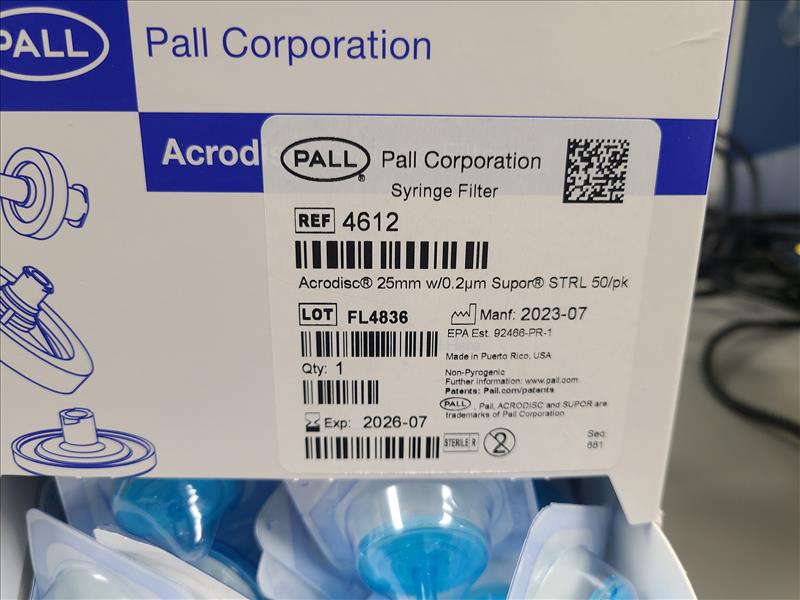 PALL
Pall Corporation
Acrodi
PALL
®
Pall Corporation
Syringe Filter
REF 4612
Acrodisc® 25mm w/0.2µm Supor® STRL 50/pk
LOT FL4836
Manf: 2023-07
EPA Est. 92466-PR-1
Made in Puerto Rico, USA
Qty: 1
Non-Pyrogenic
Further information: www.pall.com
Patents: Pall.com/patents
PALL, Pall, ACRODISC and SUPOR are
trademarks of Pall Corporation
Exp: 2026-07
STERILE R
2
Seq:
881